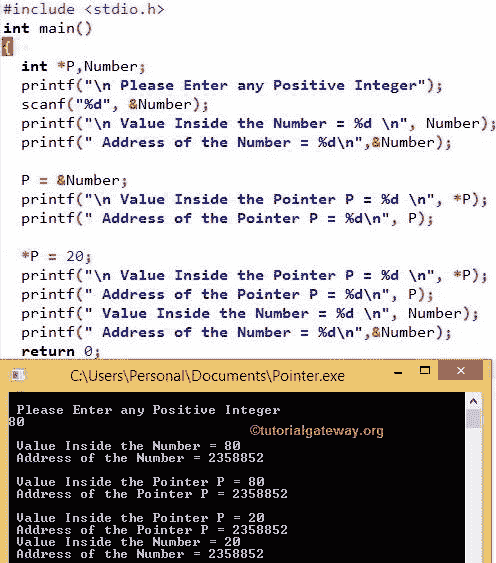 #include <stdio.h>
int main()
{
int *P,Number;
printf("\n Please Enter any Positive Integer");
scanf("%d", &Number);
printf("\n Value Inside the Number = %d \n", Number);
printf(" Address of the Number = %d\n",&Number);
P = &Number;
printf("\n Value Inside the Pointer P = %d \n", *P);
printf(" Address of the Pointer P = %d\n", P);
*P = 20;
printf("\n Value Inside the Pointer P = %d \n", *P);
printf(" Address of the Pointer P = %d\n", P);
printf(" Value Inside the Number = %d \n", Number);
printf(" Address of the Number = %d\n",&Number);
return 0;
C:\Users\Personal\Documents\Pointer.exe
Please Enter any Positive Integer
80
©tutorialgateway.org
Value Inside the Number = 80
Address of the Number = 2358852
Value Inside the Pointer P = 80
Address of the Pointer P = 2358852
Value Inside the Pointer P = 20
Address of the Pointer P = 2358852
Value Inside the Number = 20
Address of the Number = 2358852